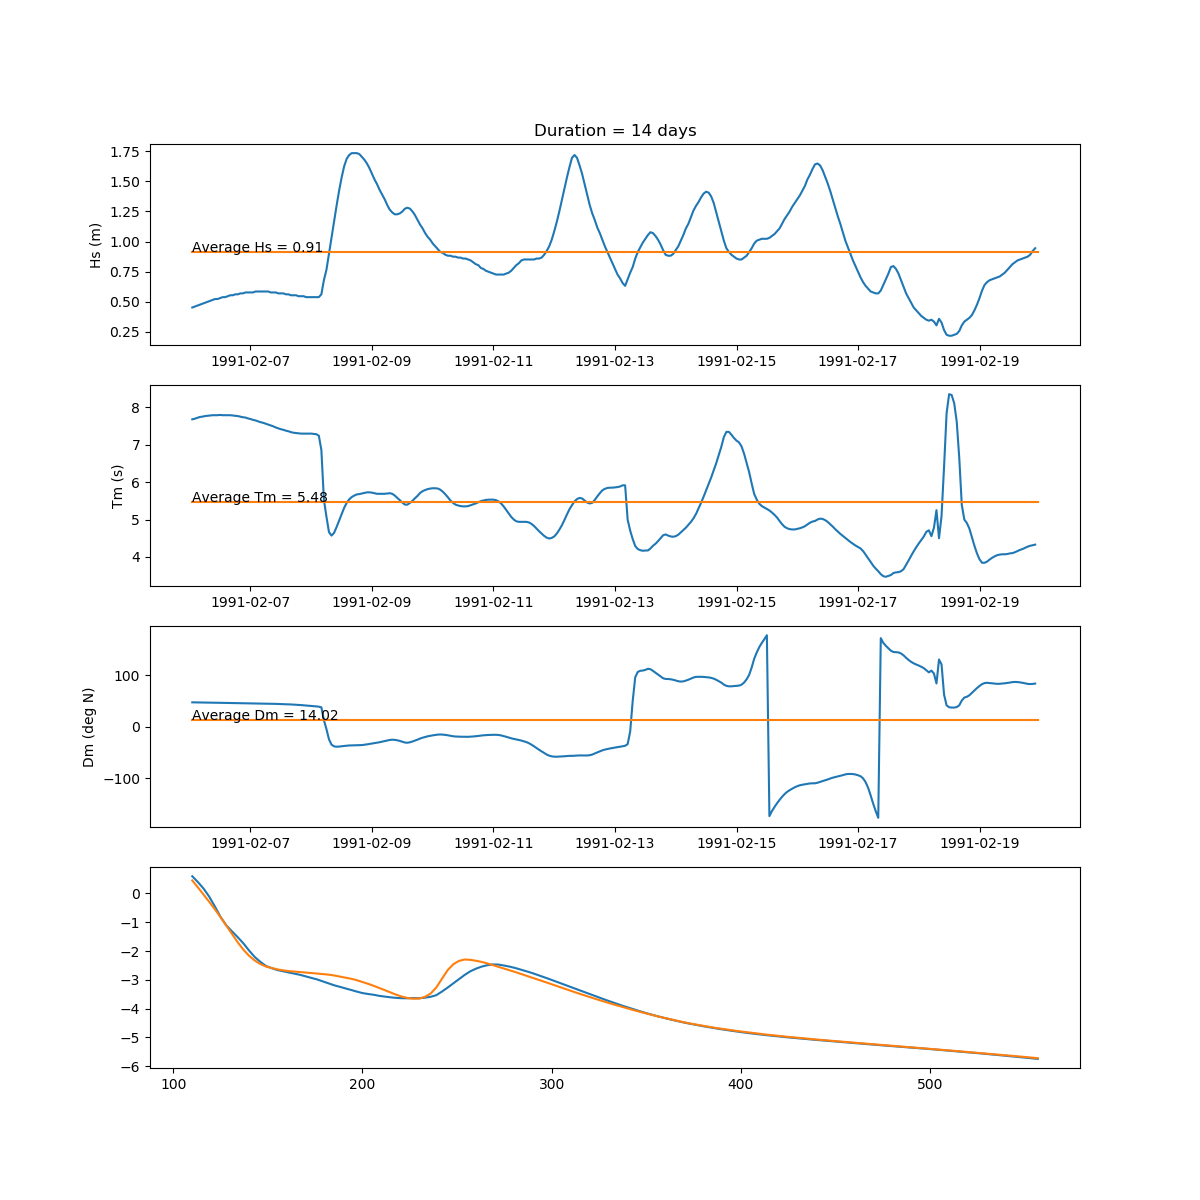 Duration = 14 days
1.75
1.50
1.25
1.00
0.75
0.50
0.25
Hs (m)
Average Hs = 0.91
1991-02-07 1991-02-09 1991-02-11 1991-02-13 1991-02-15 1991-02-17 1991-02-19
8
7
6
5
4
Tm (s)
Average Tm = 5.48
1991-02-07 1991-02-09 1991-02-11 1991-02-13 1991-02-15 1991-02-17 1991-02-19
100
0
−100
Dm (deg N)
Average Dm = 14.02
1991-02-07 1991-02-09 1991-02-11 1991-02-13 1991-02-15 1991-02-17 1991-02-19
0
−1
−2
−3
−4
−5
−6
100 200 300 400 500